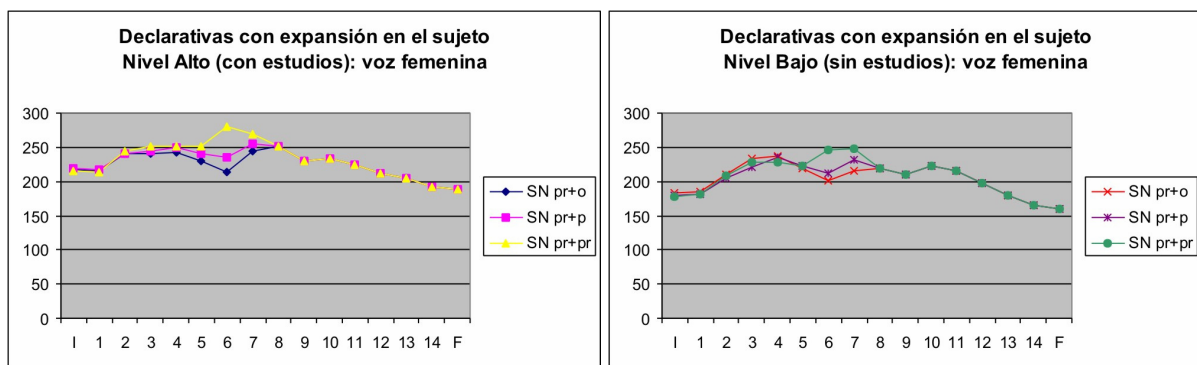 Declarativas con expansión en el sujeto
Nivel Alto (con estudios): voz femenina
300
250
200
150
100
50
0
I 1 2 3 4 5 6 7 8 9 10 11 12 13 14 F
SN pr+o
SN pr+p
SN pr+pr
Declarativas con expansión en el sujeto
Nivel Bajo (sin estudios): voz femenina
300
250
200
150
100
50
0
I 1 2 3 4 5 6 7 8 9 10 11 12 13 14 F
SN pr+o
SN pr+p
SN pr+pr